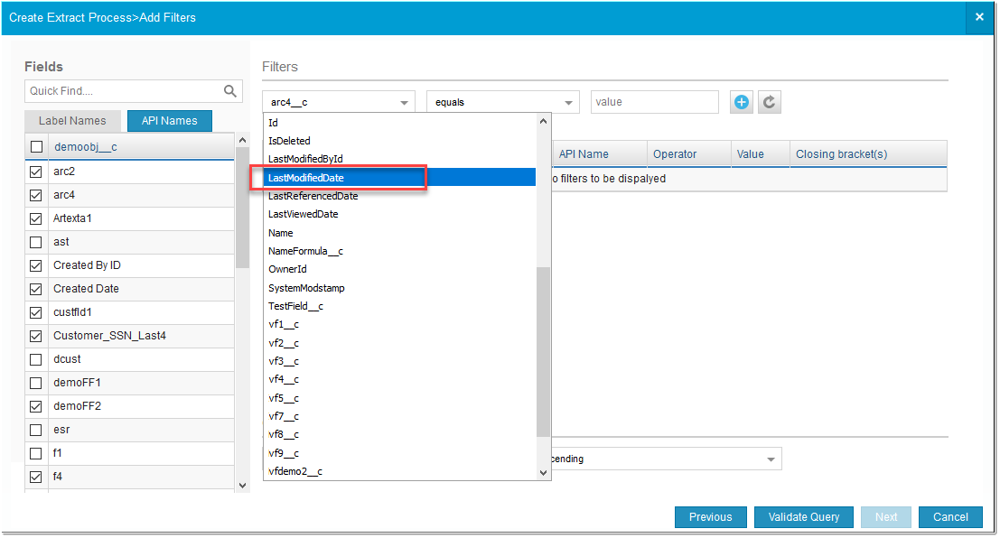 Create Extract Process>Add Filters
Fields
Quick Find....
Label Names API Names
demoobj__c
arc2
arc4
Artexta1
ast
Created By ID
Created Date
custfld1
Customer_SSN_Last4
dcust
demoFF1
demoFF2
esr
f1
f4
Filters
arc4__c equals value
Id
IsDeleted
LastModifiedById
LastModifiedDate
LastReferencedDate
LastViewedDate
Name
NameFormula__c
OwnerId
SystemModstamp
TestField__c
vf1__c
vf2__c
vf3__c
vf4__c
vf5__c
vf7__c
vf8__c
vf9__c
vfdemo2__c
API Name Operator Value Closing bracket(s)
o filters to be dispalyed
cending
Previous Validate Query Next Cancel